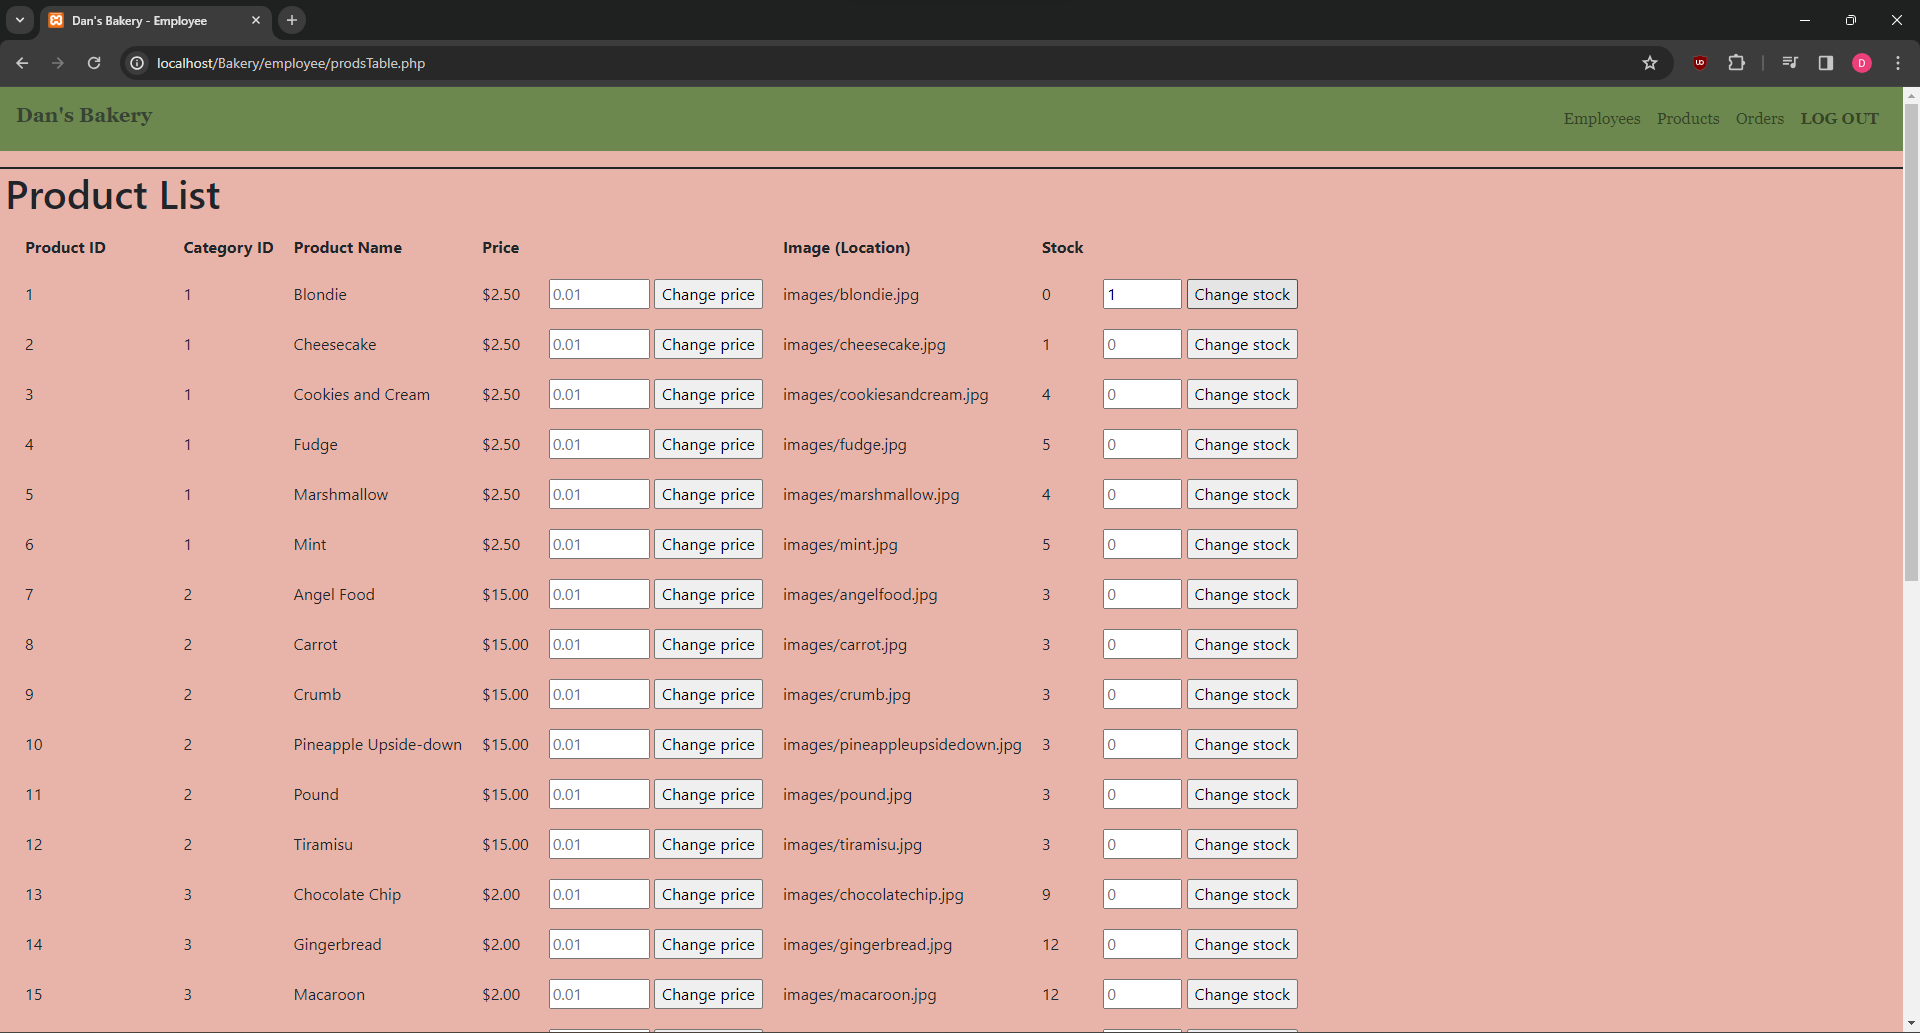 Dan's Bakery - Employee
localhost/Bakery/employee/prodsTable.php
D
Dan's Bakery
Employees Products Orders LOG OUT
Product List
Product ID Category ID Product Name Price Image (Location) Stock
1 1 Blondie $2.50 0.01 Change price images/blondie.jpg 0 1 Change stock
2 1 Cheesecake $2.50 0.01 Change price images/cheesecake.jpg 1 0 Change stock
3 1 Cookies and Cream $2.50 0.01 Change price images/cookiesandcream.jpg 4 0 Change stock
4 1 Fudge $2.50 0.01 Change price images/fudge.jpg 5 0 Change stock
5 1 Marshmallow $2.50 0.01 Change price images/marshmallow.jpg 4 0 Change stock
6 1 Mint $2.50 0.01 Change price images/mint.jpg 5 0 Change stock
7 2 Angel Food $15.00 0.01 Change price images/angelfood.jpg 3 0 Change stock
8 2 Carrot $15.00 0.01 Change price images/carrot.jpg 3 0 Change stock
9 2 Crumb $15.00 0.01 Change price images/crumb.jpg 3 0 Change stock
10 2 Pineapple Upside-down $15.00 0.01 Change price images/pineappleupsidedown.jpg 3 0 Change stock
11 2 Pound $15.00 0.01 Change price images/pound.jpg 3 0 Change stock
12 2 Tiramisu $15.00 0.01 Change price images/tiramisu.jpg 3 0 Change stock
13 3 Chocolate Chip $2.00 0.01 Change price images/chocolatechip.jpg 9 0 Change stock
14 3 Gingerbread $2.00 0.01 Change price images/gingerbread.jpg 12 0 Change stock
15 3 Macaroon $2.00 0.01 Change price images/macaroon.jpg 12 0 Change stock